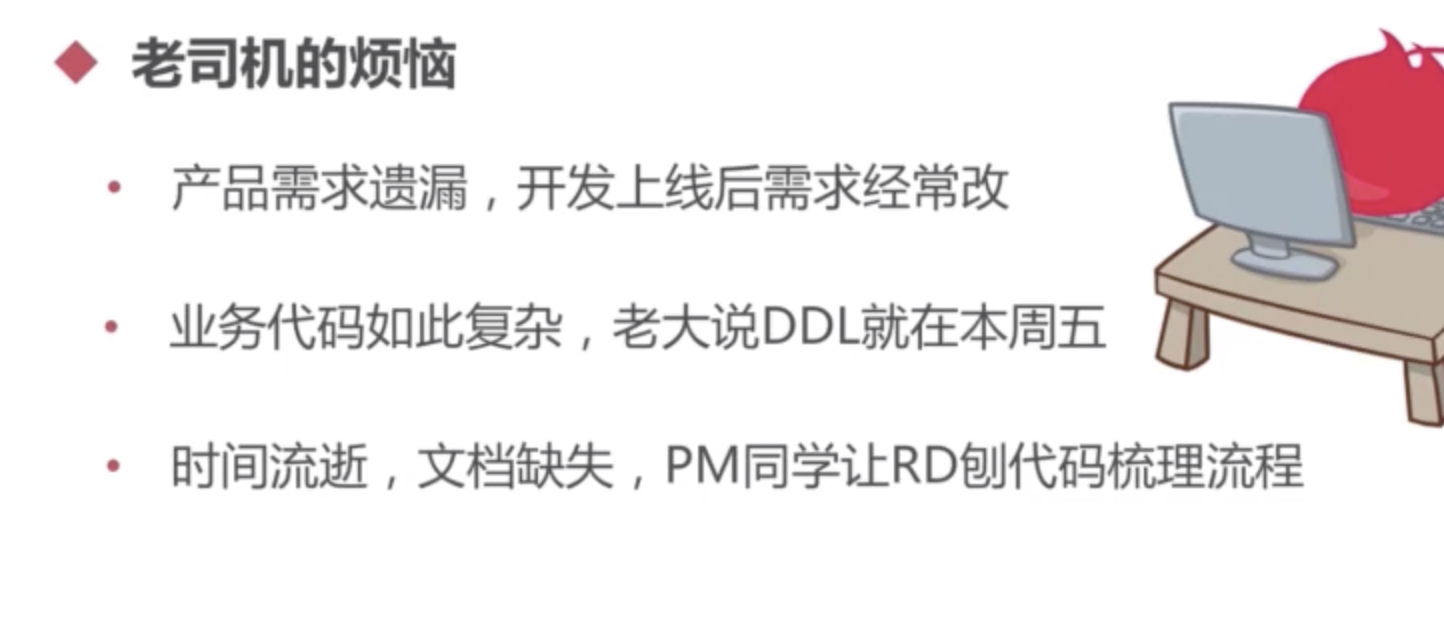 老司机的烦恼
产品需求遗漏，开发上线后需求经常改
业务代码如此复杂，老大说DDL就在本周五
时间流逝，文档缺失，PM同学让RD刨代码梳理流程